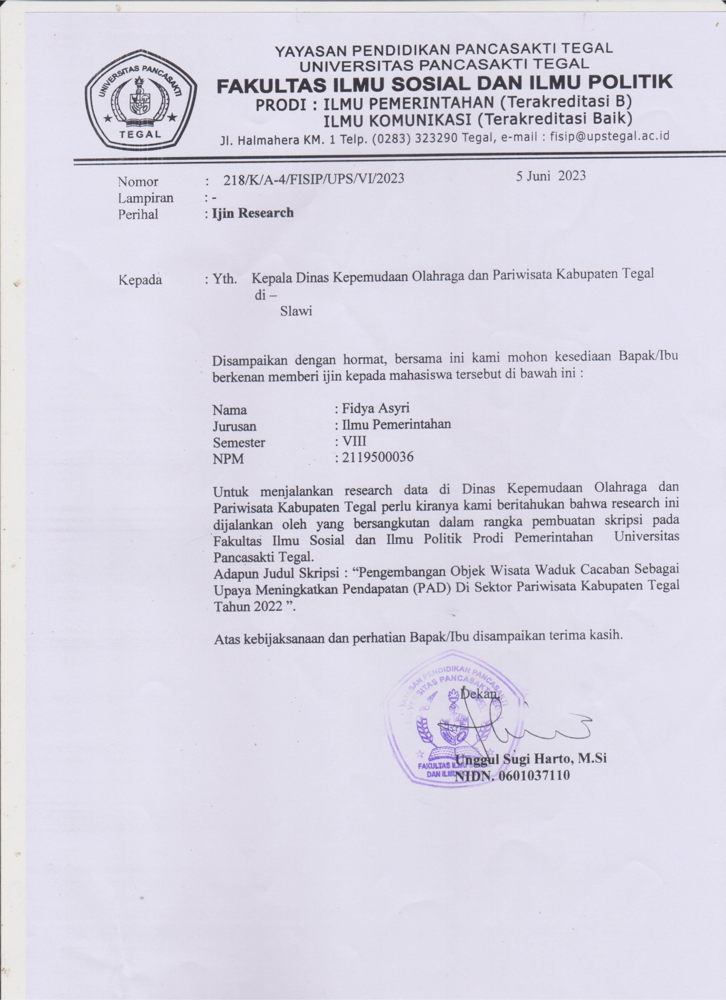 YAYASAN PENDIDIKAN PANCASAKTI TEGAL
UNIVERSITAS PANCASAKTI TEGAL
FAKULTAS ILMU SOSIAL DAN ILMU POLITIK
PRODI : ILMU PEMERINTAHAN (Terakreditasi B)
ILMU KOMUNIKASI (Terakreditasi Baik)
Jl. Halmahera KM. 1 Telp. (0283) 323290 Tegal, e-mail : fisip@upstegal.ac.id
UNIVERSITAS PANCASAKTI
TEGAL
Nomor : 218/K/A-4/FISIP/UPS/VI/2023 5 Juni 2023
Lampiran : -
Perihal : Ijin Research
Kepada : Yth. Kepala Dinas Kepemudaan Olahraga dan Pariwisata Kabupaten Tegal
di –
Slawi
Disampaikan dengan hormat, bersama ini kami mohon kesediaan Bapak/Ibu
berkenan memberi ijin kepada mahasiswa tersebut di bawah ini :
Nama : Fidya Asyri
Jurusan : Ilmu Pemerintahan
Semester : VIII
NPM : 2119500036
Untuk menjalankan research data di Dinas Kepemudaan Olahraga dan
Pariwisata Kabupaten Tegal perlu kiranya kami beritahukan bahwa research ini
dijalankan oleh yang bersangkutan dalam rangka pembuatan skripsi pada
Fakultas Ilmu Sosial dan Ilmu Politik Prodi Pemerintahan Universitas
Pancasakti Tegal.
Adapun Judul Skripsi : “Pengembangan Objek Wisata Waduk Cacaban Sebagai
Upaya Meningkatkan Pendapatan (PAD) Di Sektor Pariwisata Kabupaten Tegal
Tahun 2022 ”.
Atas kebijaksanaan dan perhatian Bapak/Ibu disampaikan terima kasih.
YAYASAN PENDIDIKAN PANCASAKTI
UNIVERSITAS PANCASAKTI TEGAL
Dekan,
FAKULTAS ILMU
DAN ILMU POLITIK
Unggul Sugi Harto, M.Si
NIDN. 0601037110